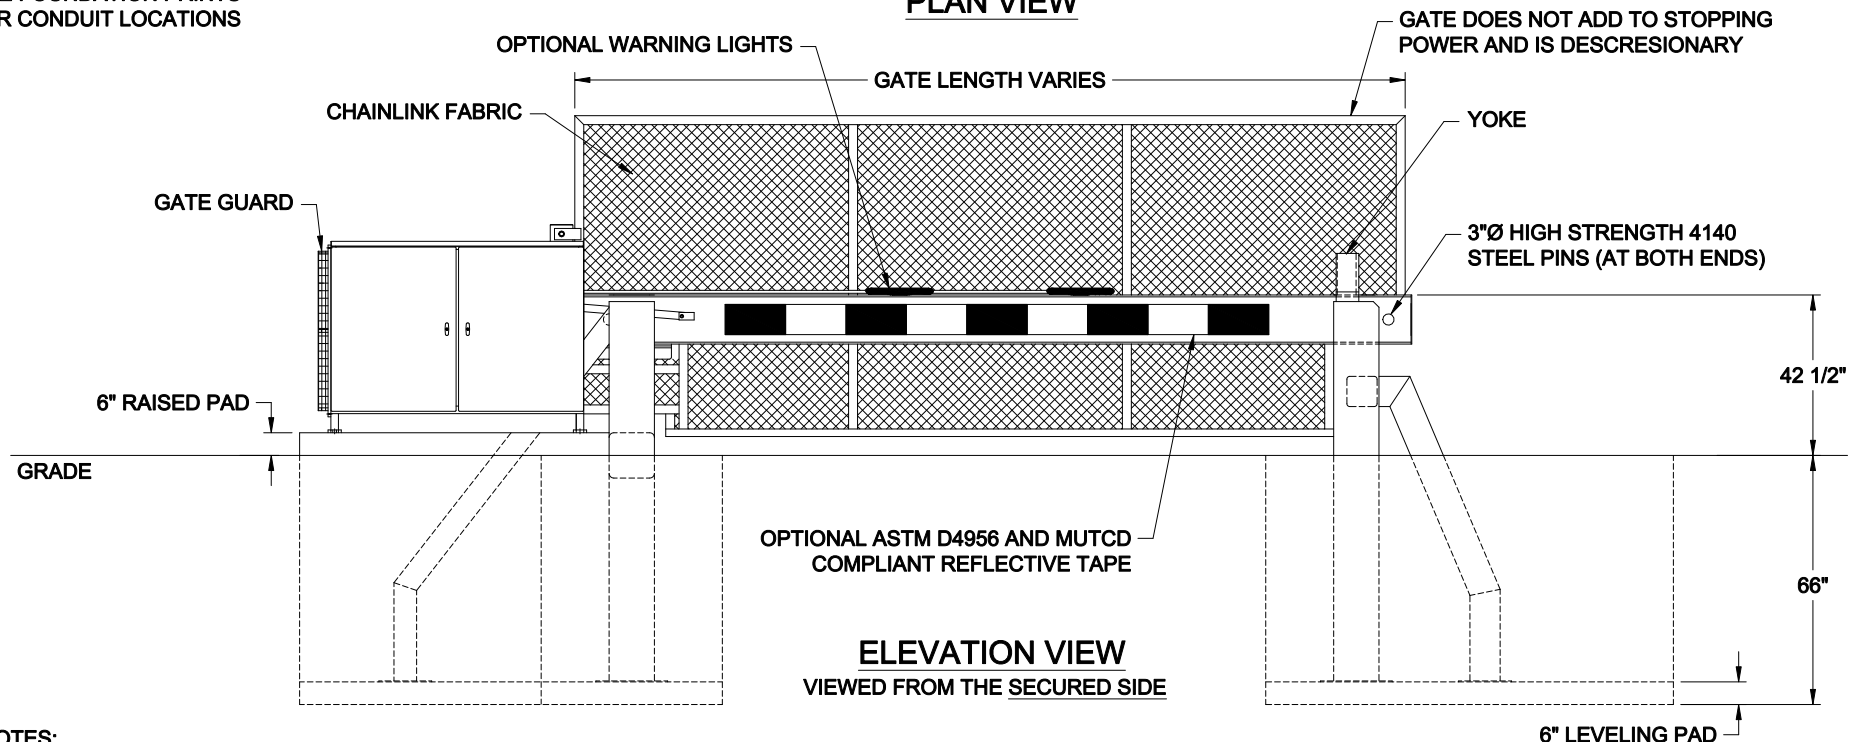 R CONDUIT LOCATIONS
PLAN VIEW
GATE DOES NOT ADD TO STOPPING
POWER AND IS DESCRESIONARY
OPTIONAL WARNING LIGHTS
GATE LENGTH VARIES
CHAINLINK FABRIC
YOKE
GATE GUARD
3"Ø HIGH STRENGTH 4140
STEEL PINS (AT BOTH ENDS)
42 1/2"
6" RAISED PAD
GRADE
OPTIONAL ASTM D4956 AND MUTCD
COMPLIANT REFLECTIVE TAPE
66"
ELEVATION VIEW
VIEWED FROM THE SECURED SIDE
6" LEVELING PAD
OTES: